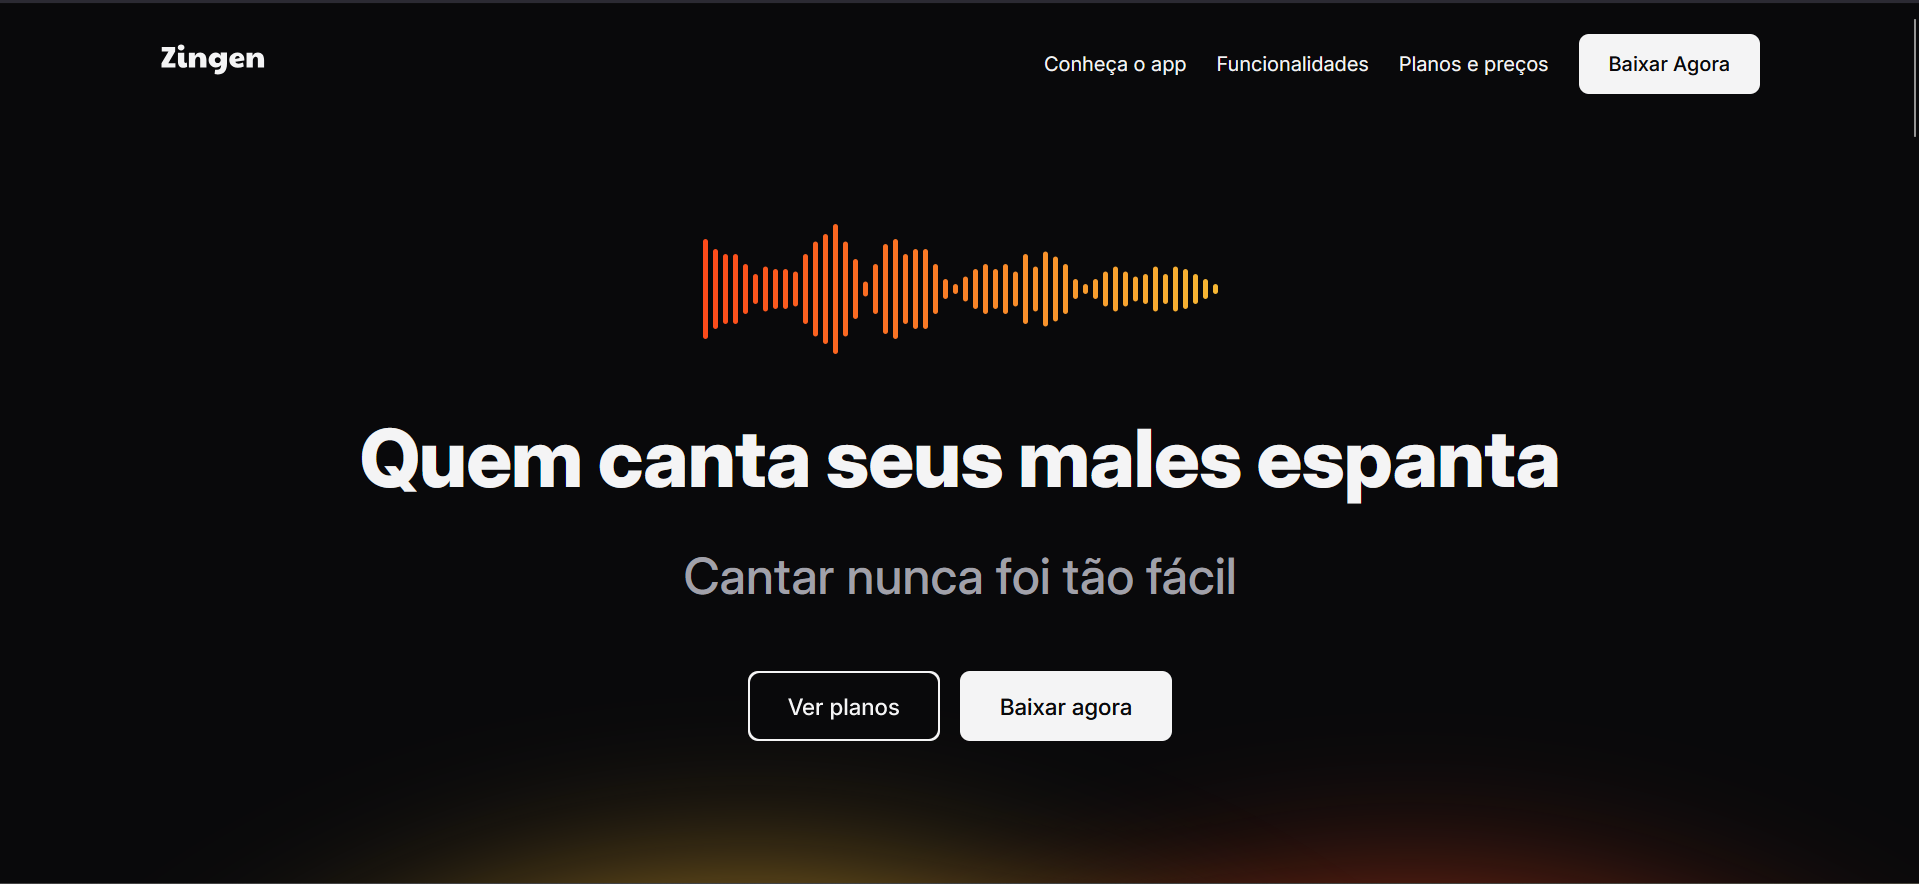 Zingen
Conheça o app
Funcionalidades
Planos e preços
Baixar Agora
Quem canta seus males espanta
Cantar nunca foi tão fácil
Ver planos
Baixar agora